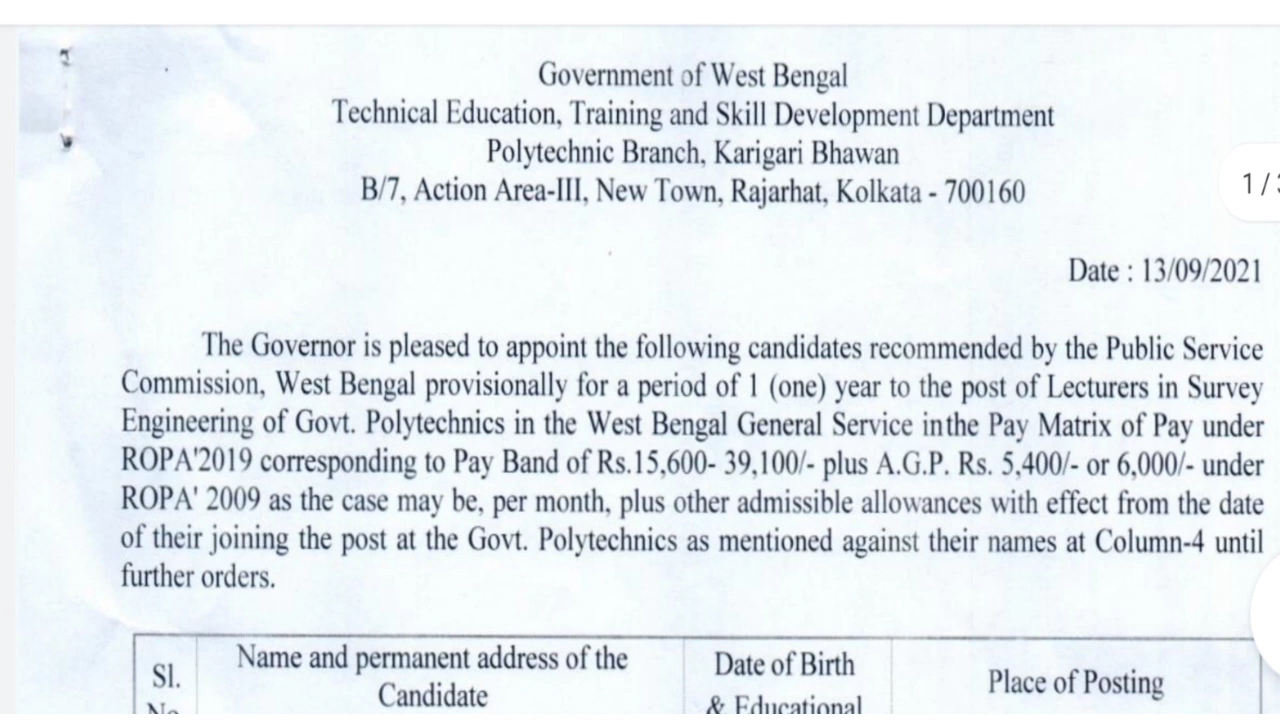 Government of West Bengal
Technical Education, Training and Skill Development Department
Polytechnic Branch, Karigari Bhawan
B/7, Action Area-III, New Town, Rajarhat, Kolkata - 700160
1 /
Date : 13/09/2021
The Governor is pleased to appoint the following candidates recommended by the Public Service
Commission, West Bengal provisionally for a period of 1 (one) year to the post of Lecturers in Survey
Engineering of Govt. Polytechnics in the West Bengal General Service inthe Pay Matrix of Pay under
ROPA'2019 corresponding to Pay Band of Rs.15,600- 39,100/- plus A.G.P. Rs. 5,400/- or 6,000/- under
ROPA' 2009 as the case may be, per month, plus other admissible allowances with effect from the date
of their joining the post at the Govt. Polytechnics as mentioned against their names at Column-4 until
further orders.
Sl.
No
Name and permanent address of the
Candidate
Date of Birth
& Educational
Place of Posting